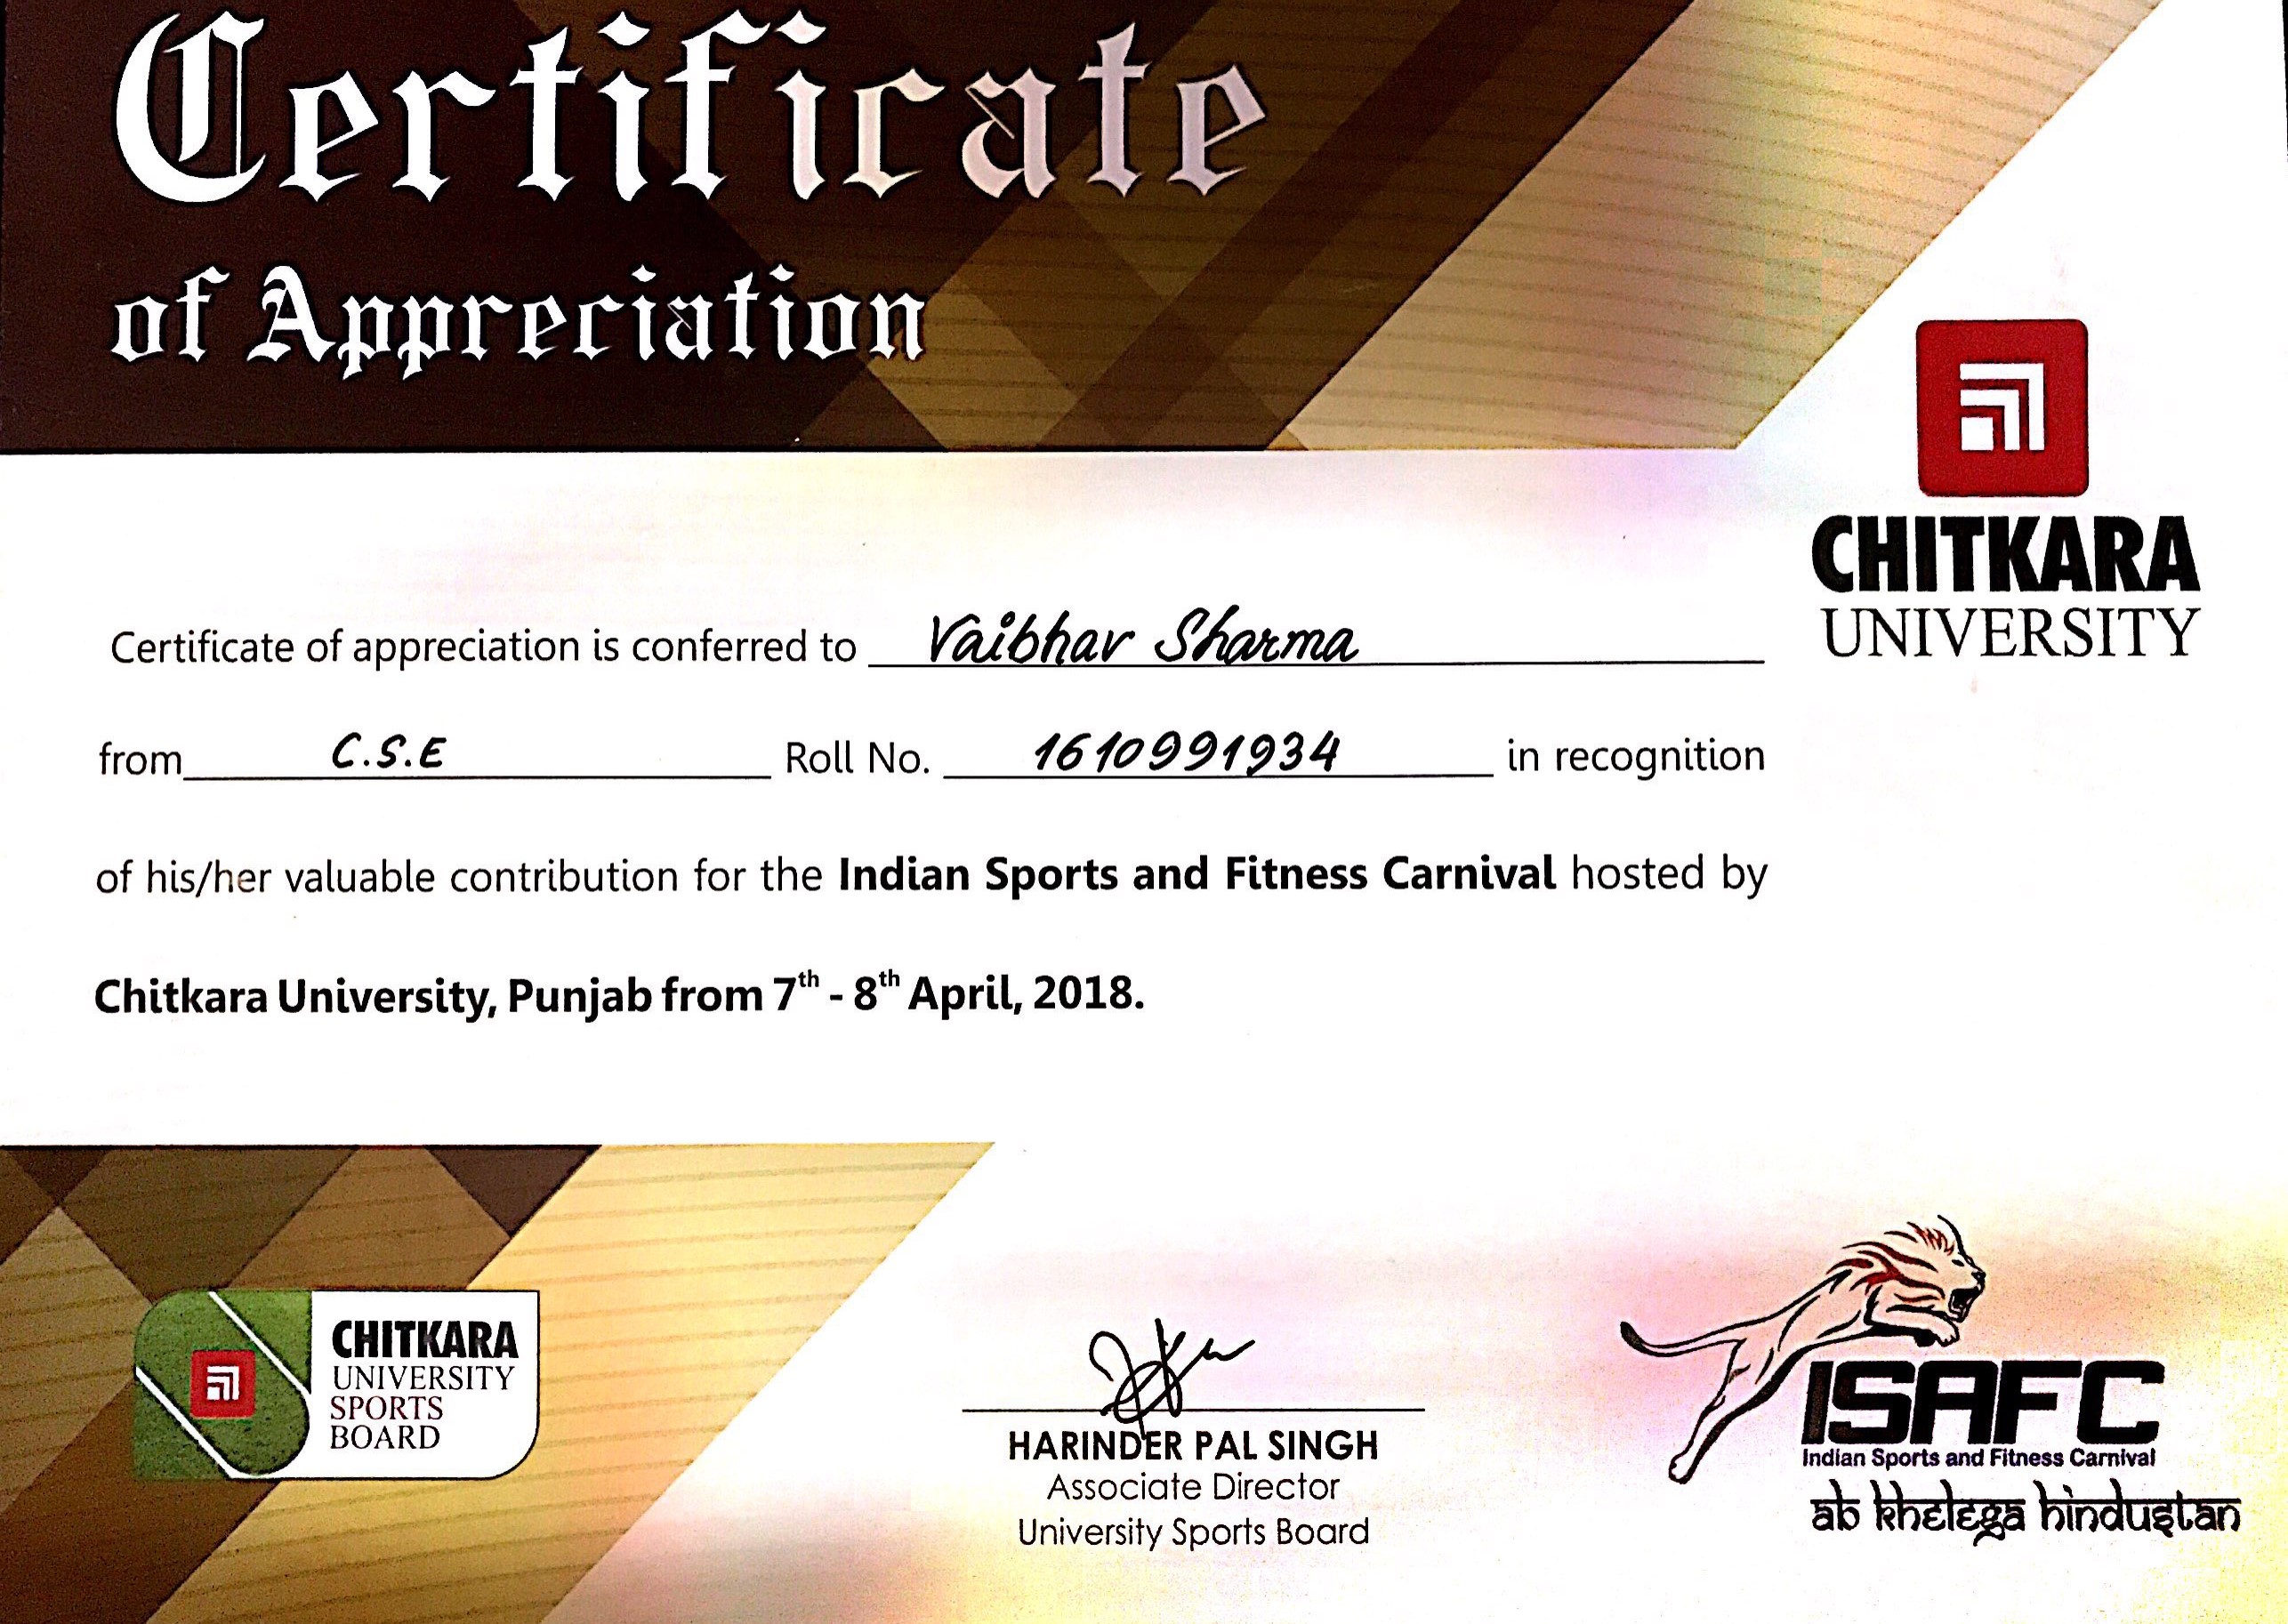 Certificate
of Appreciation
CHITKARA
UNIVERSITY
Certificate of appreciation is conferred to Vaibhav Sharma
from C.S.E Roll No. 1610991934 in recognition
of his/her valuable contribution for the Indian Sports and Fitness Carnival hosted by
Chitkara University, Punjab from 7th - 8th April, 2018.
CHITKARA
UNIVERSITY
SPORTS
BOARD
HARINDER PAL SINGH
Associate Director
University Sports Board
ISAFC
Indian Sports and Fitness Carnival
ab khelega hindustan